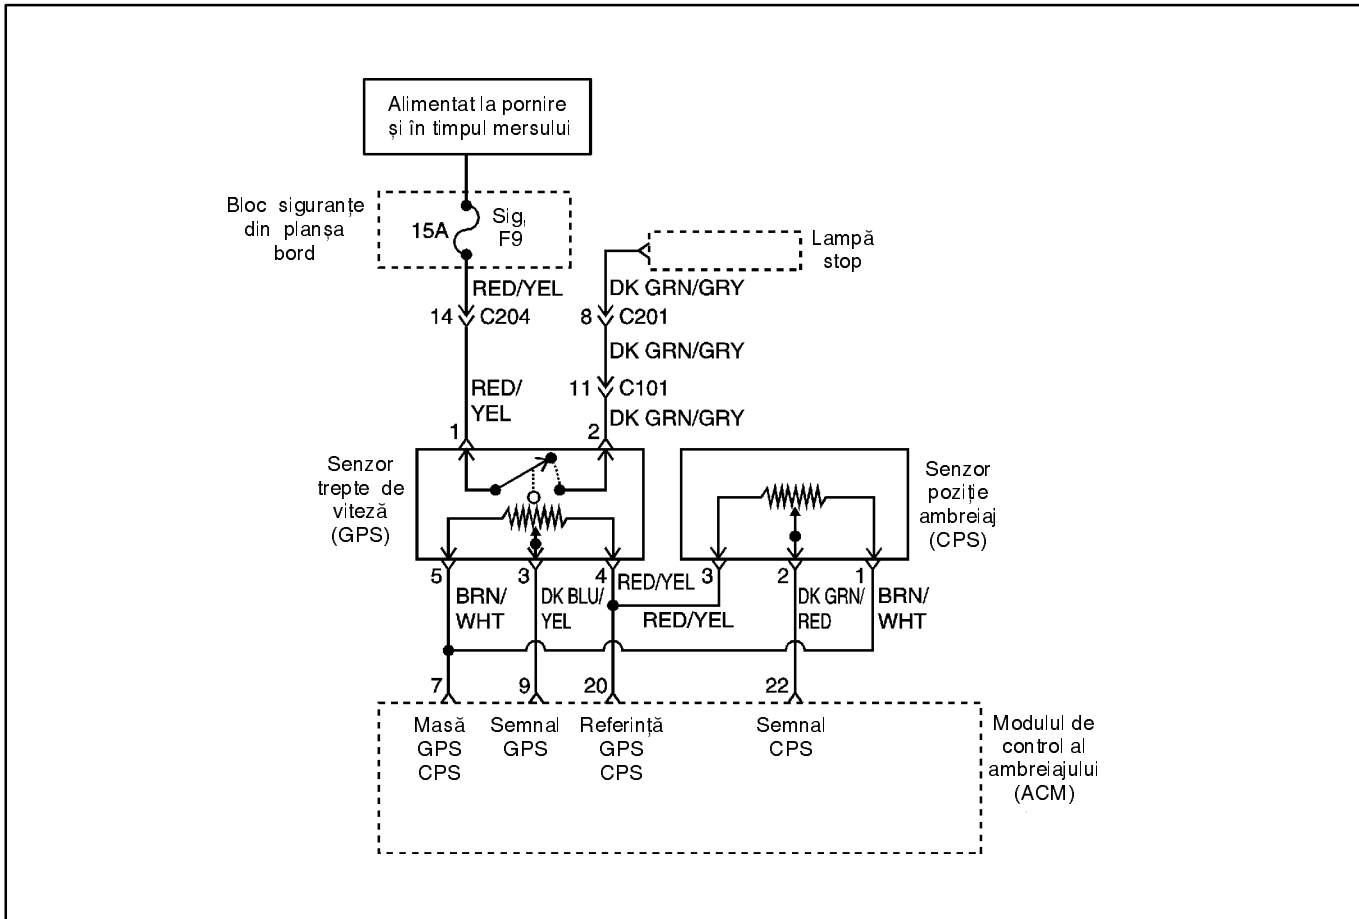 Alimentat la pornire
și în timpul mersului
Bloc siguranțe
din planșa
bord
15A
Sig,
F9
Lampă
stop
RED/YEL
DK GRN/GRY
14
C204
8
C201
DK GRN/GRY
RED/
YEL
11
C101
DK GRN/GRY
1
2
Senzor
trepte de
viteză
(GPS)
Senzor
poziție
ambreiaj
(CPS)
5
3
4
RED/YEL
3
2
1
BRN/
WHT
DK BLU/
YEL
RED/YEL
DK GRN/
RED
BRN/
WHT
7
9
20
22
Masă
GPS
CPS
Semnal
GPS
Referință
GPS
CPS
Semnal
CPS
Modulul de
control al
ambreiajului
(ACM)